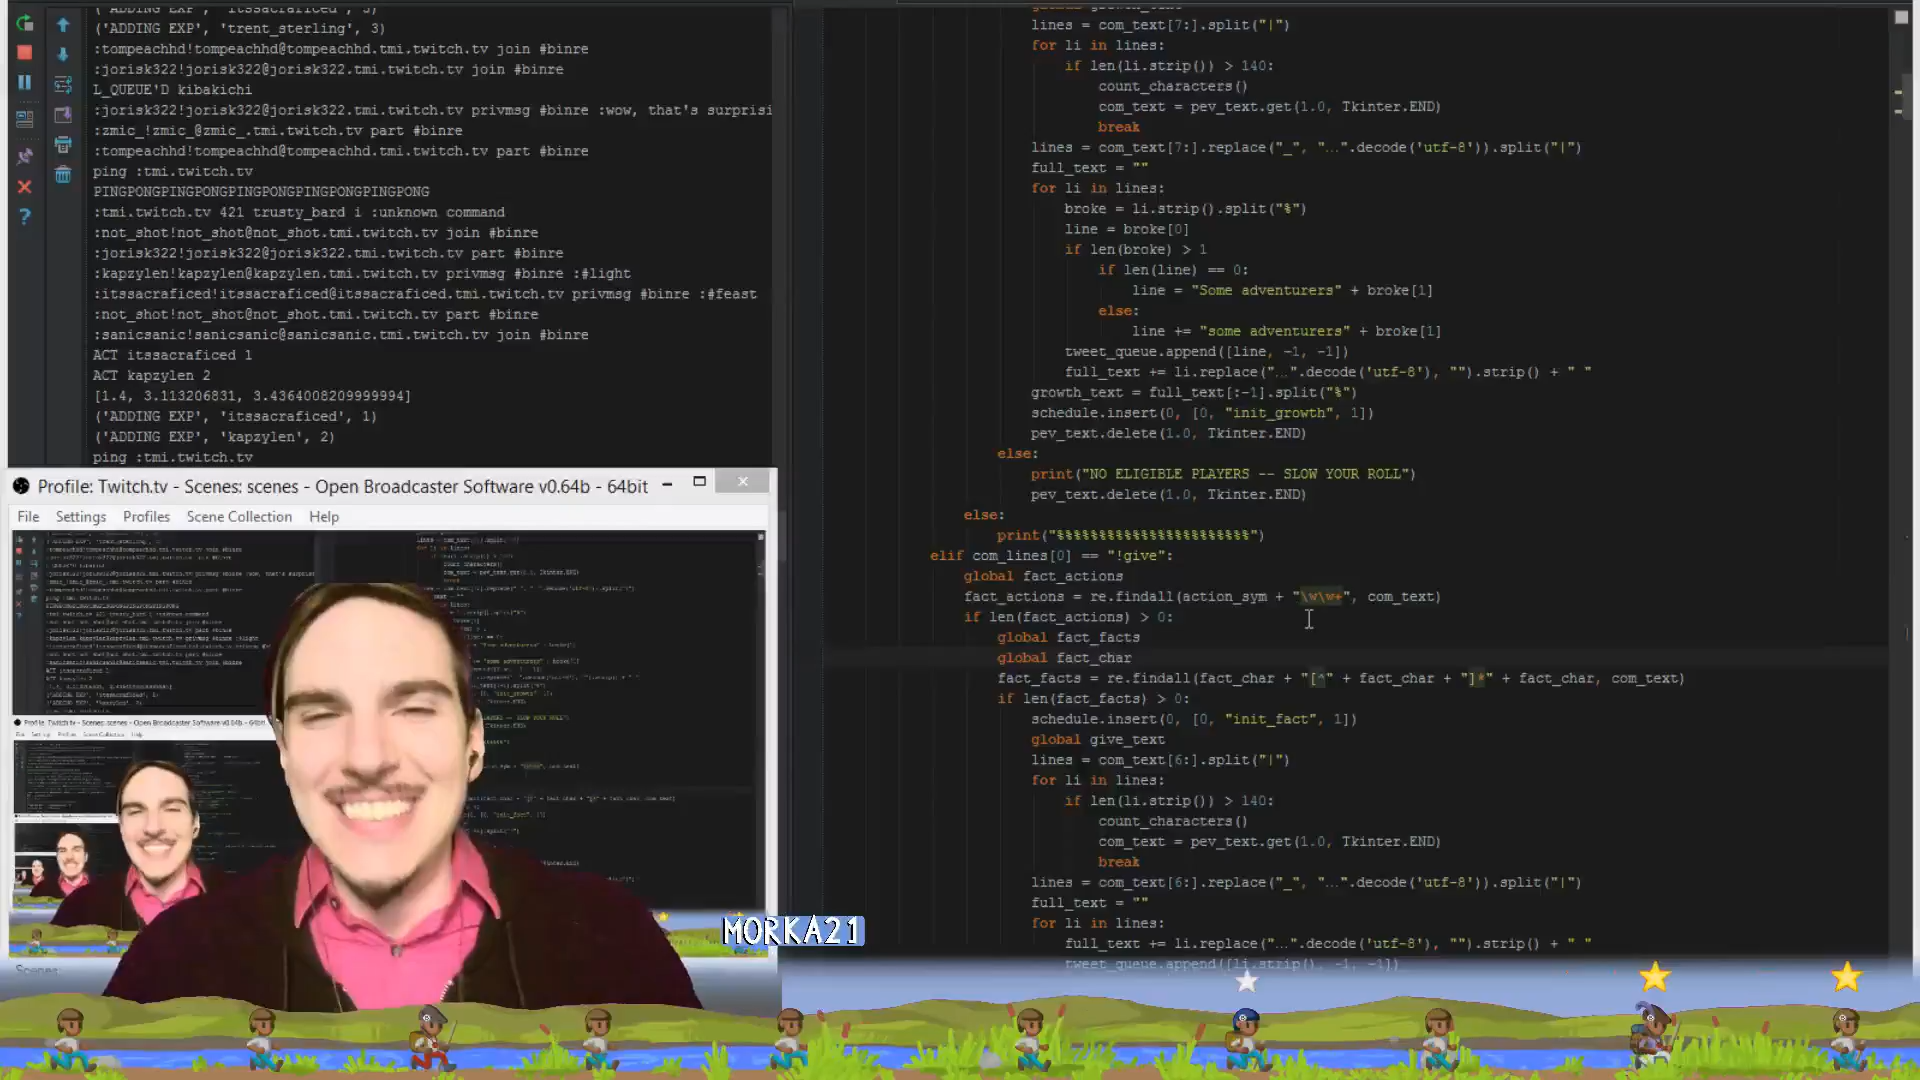 ('ADDING EXP', 'itssacraficed', 3)
('ADDING EXP', 'trent_sterling', 3)
:tompeachhd!tompeachhd@tompeachhd.tmi.twitch.tv join #binre
:jorisk322!jorisk322@jorisk322.tmi.twitch.tv join #binre
L_QUEUE'D kibakichi
:jorisk322!jorisk322@jorisk322.tmi.twitch.tv privmsg #binre :wow, that's surprisi
:zmic_!zmic_@zmic_.tmi.twitch.tv part #binre
:tompeachhd!tompeachhd@tompeachhd.tmi.twitch.tv part #binre
ping :tmi.twitch.tv
PINGPONGPINGPONGPINGPONGPINGPONGPINGPONG
:tmi.twitch.tv 421 trusty_bard i :unknown command
:not_shot!not_shot@not_shot.tmi.twitch.tv join #binre
:jorisk322!jorisk322@jorisk322.tmi.twitch.tv part #binre
:kapzylen!kapzylen@kapzylen.tmi.twitch.tv privmsg #binre :#light
:itssacraficed!itssacraficed@itssacraficed.tmi.twitch.tv privmsg #binre :#feast
:not_shot!not_shot@not_shot.tmi.twitch.tv part #binre
:sanicsanic!sanicsanic@sanicsanic.tmi.twitch.tv join #binre
ACT itssacraficed 1
ACT kapzylen 2
[1.4, 3.113206831, 3.4364008209999994]
('ADDING EXP', 'itssacraficed', 1)
('ADDING EXP', 'kapzylen', 2)
ping :tmi.twitch.tv
Profile: Twitch.tv - Scenes: scenes - Open Broadcaster Software v0.64b - 64bit
File Settings Profiles Scene Collection Help
MORKA21
lines = com_text[7:].split("|")
for li in lines:
if len(li.strip()) > 140:
count_characters()
com_text = pev_text.get(1.0, Tkinter.END)
break
lines = com_text[7:].replace("_", "…".decode('utf-8')).split("|")
full_text = ""
for li in lines:
broke = li.strip().split("%")
line = broke[0]
if len(broke) > 1
if len(line) == 0:
line = "Some adventurers" + broke[1]
else:
line += "some adventurers" + broke[1]
tweet_queue.append([line, -1, -1])
full_text += li.replace("…".decode('utf-8'), "").strip() + " "
growth_text = full_text[:-1].split("%")
schedule.insert(0, [0, "init_growth", 1])
pev_text.delete(1.0, Tkinter.END)
else:
print("NO ELIGIBLE PLAYERS -- SLOW YOUR ROLL")
pev_text.delete(1.0, Tkinter.END)
else:
print("%%%%%%%%%%%%%%%%%%%%%%%")
elif com_lines[0] == "!give":
global fact_actions
fact_actions = re.findall(action_sym + "\w\w+", com_text)
if len(fact_actions) > 0:
global fact_facts
global fact_char
fact_facts = re.findall(fact_char + "[^" + fact_char + "]*" + fact_char, com_text)
if len(fact_facts) > 0:
schedule.insert(0, [0, "init_fact", 1])
global give_text
lines = com_text[6:].split("|")
for li in lines:
if len(li.strip()) > 140:
count_characters()
com_text = pev_text.get(1.0, Tkinter.END)
break
lines = com_text[6:].replace("_", "…".decode('utf-8')).split("|")
full_text = ""
for li in lines:
full_text += li.replace("…".decode('utf-8'), "").strip() + " "
tweet_queue.append([li.strip(), -1, -1])